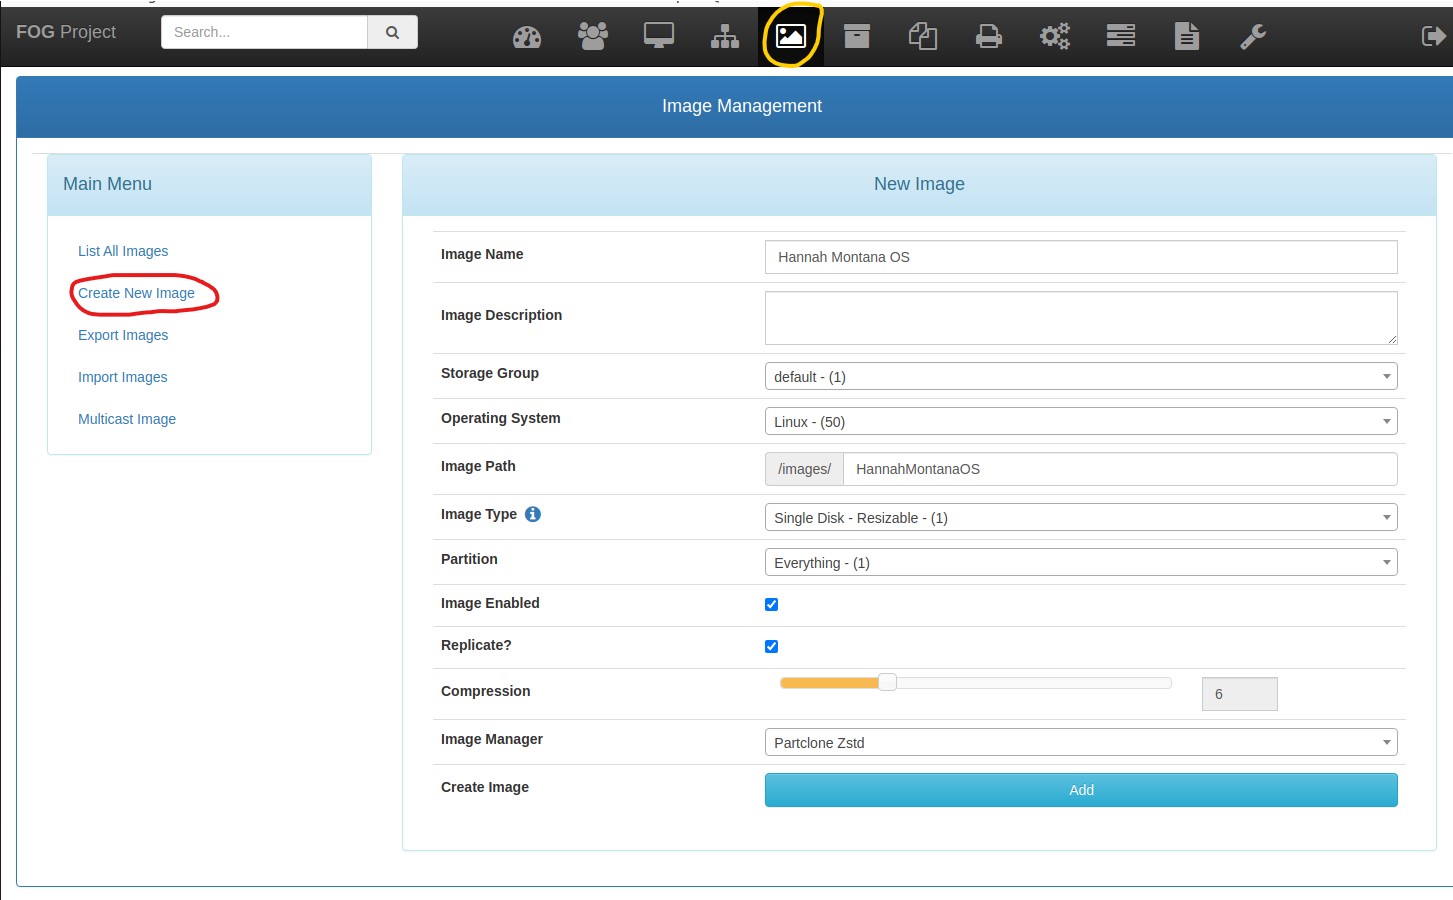 FOG Project
Search...
Image Management
Main Menu
List All Images
Create New Image
Export Images
Import Images
Multicast Image
New Image
Image Name
Hannah Montana OS
Image Description
Storage Group
default - (1)
Operating System
Linux - (50)
Image Path
/images/ HannahMontanaOS
Image Type
Single Disk - Resizable - (1)
Partition
Everything - (1)
Image Enabled
Replicate?
Compression
6
Image Manager
Partclone Zstd
Create Image
Add